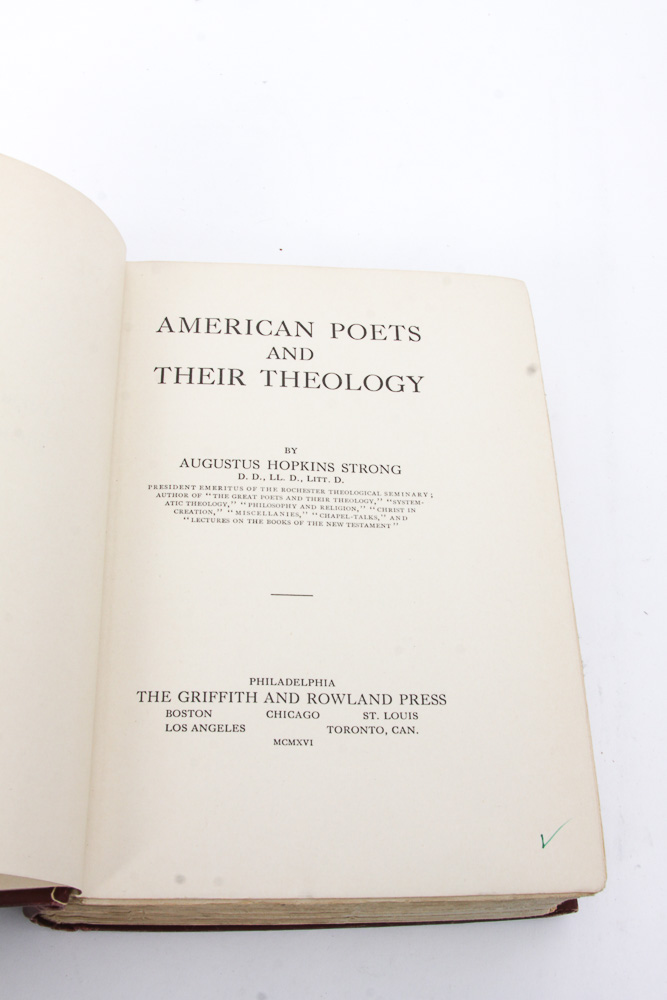 AMERICAN POETS
AND
THEIR THEOLOGY
BY
AUGUSTUS HOPKINS STRONG
D. D., LL. D., LITT. D.
PRESIDENT EMERITUS OF THE ROCHESTER THEOLOGICAL SEMINARY;
AUTHOR OF "THE GREAT POETS AND THEIR THEOLOGY," "SYSTEM-
ATIC THEOLOGY," "PHILOSOPHY AND RELIGION," "CHRIST IN
CREATION," "MISCELLANIES," "CHAPEL-TALKS," AND
"LECTURES ON THE BOOKS OF THE NEW TESTAMENT"
PHILADELPHIA
THE GRIFFITH AND ROWLAND PRESS
BOSTON CHICAGO ST. LOUIS
LOS ANGELES TORONTO, CAN.
MCMXVI